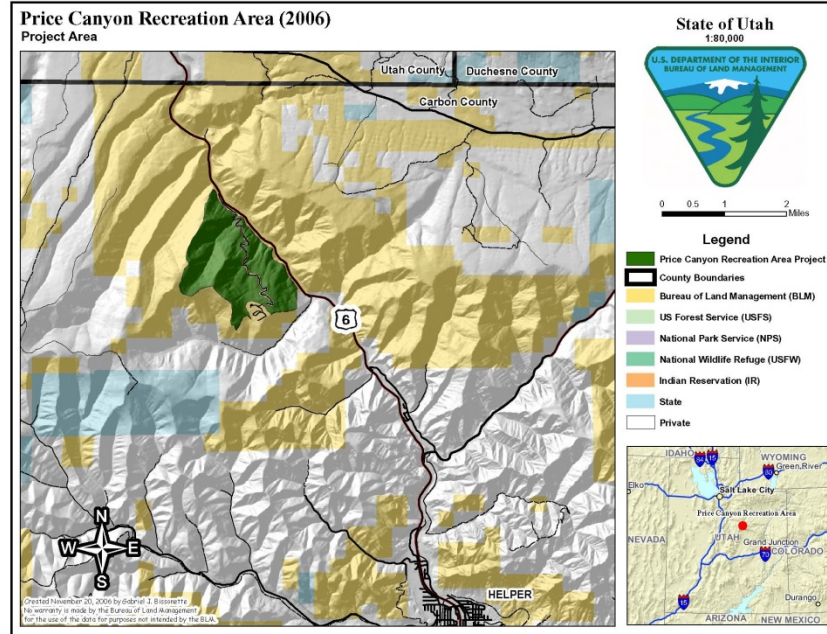 Price Canyon Recreation Area (2006)
Project Area
State of Utah
1:80,000
U.S. DEPARTMENT OF THE INTERIOR
BUREAU OF LAND MANAGEMENT
Utah County
Duchesne County
Carbon County
6
HELPER
N
W E
S
Created November 20, 2006 by Gabriel J. Bissonette
No warranty is made by the Bureau of Land Management
for the use of the data for purposes not intended by the BLM.
0 0.5 1 2
Miles
Legend
Price Canyon Recreation Area Project
County Boundaries
Bureau of Land Management (BLM)
US Forest Service (USFS)
National Park Service (NPS)
National Wildlife Refuge (USFW)
Indian Reservation (IR)
State
Private
IDAHO
15
WYOMING
80
Green River
Elko
Salt Lake City
Price Canyon Recreation Area
NEVADA
UTAH
Grand Junction
COLORADO
70
15
Durango
ARIZONA
NEW MEXICO